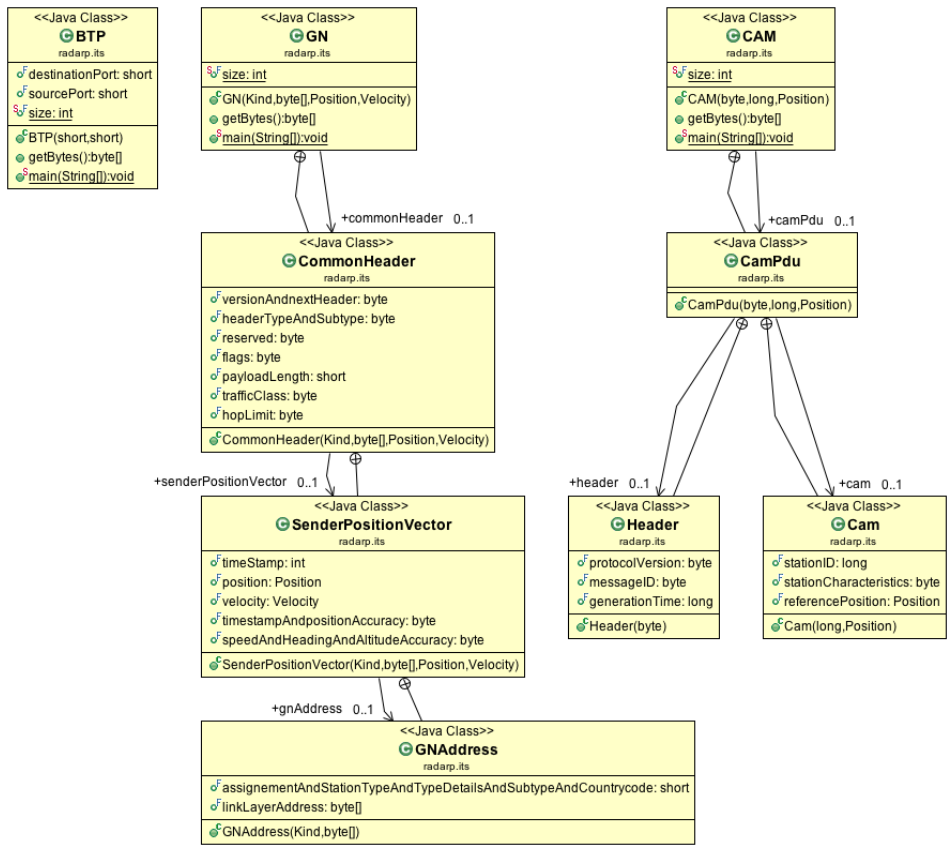 <<Java Class>>
BTP
radarp.its
destinationPort: short
sourcePort: short
size: int
BTP(short,short)
getBytes():byte[]
main(String[]):void
<<Java Class>>
GN
radarp.its
size: int
GN(Kind,byte[],Position,Velocity)
getBytes():byte[]
main(String[]):void
<<Java Class>>
CAM
radarp.its
size: int
CAM(byte,long,Position)
getBytes():byte[]
main(String[]):void
+commonHeader 0..1
+camPdu 0..1
<<Java Class>>
CommonHeader
radarp.its
versionAndnextHeader: byte
headerTypeAndSubtype: byte
reserved: byte
flags: byte
payloadLength: short
trafficClass: byte
hopLimit: byte
CommonHeader(Kind,byte[],Position,Velocity)
<<Java Class>>
CamPdu
radarp.its
CamPdu(byte,long,Position)
+senderPositionVector 0..1
+header 0..1
+cam 0..1
<<Java Class>>
SenderPositionVector
radarp.its
timeStamp: int
position: Position
velocity: Velocity
timestampAndpositionAccuracy: byte
speedAndHeadingAndAltitudeAccuracy: byte
SenderPositionVector(Kind,byte[],Position,Velocity)
<<Java Class>>
Header
radarp.its
protocolVersion: byte
messageID: byte
generationTime: long
Header(byte)
<<Java Class>>
Cam
radarp.its
stationID: long
stationCharacteristics: byte
referencePosition: Position
Cam(long,Position)
+gnAddress 0..1
<<Java Class>>
GNAddress
radarp.its
assignementAndStationTypeAndTypeDetailsAndSubtypeAndCountrycode: short
linkLayerAddress: byte[]
GNAddress(Kind,byte[])